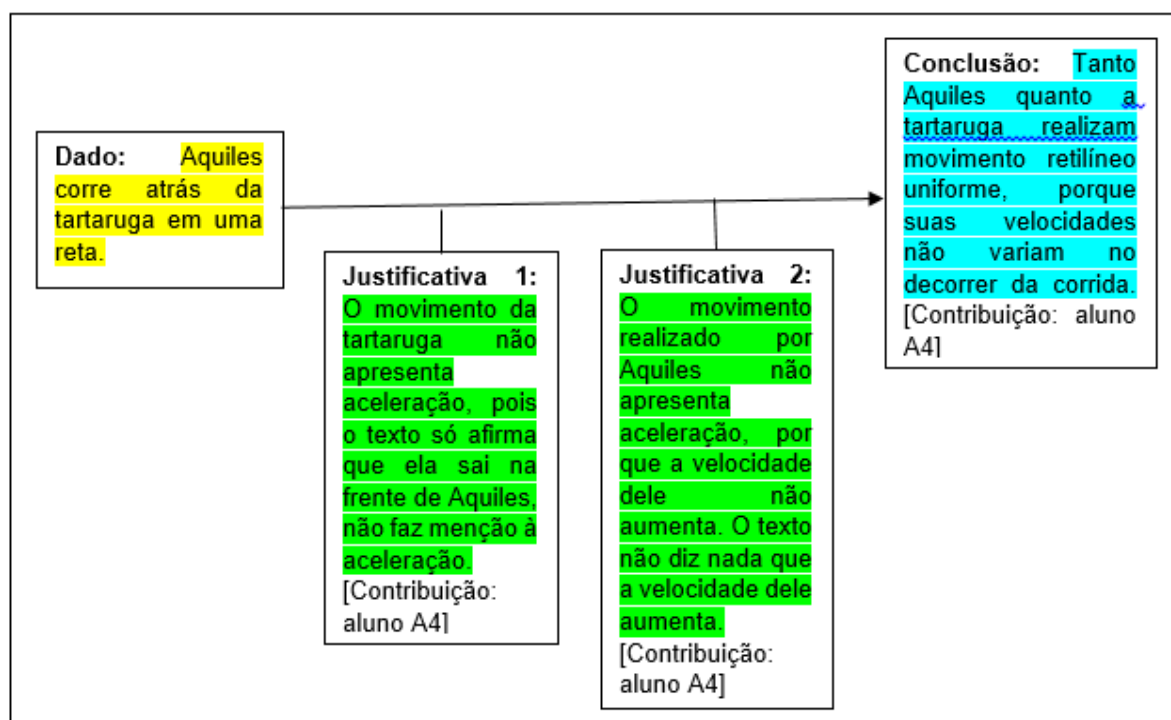 Dado: Aquiles
corre atrás da
tartaruga em uma
reta.
Justificativa 1:
O movimento da
tartaruga não
apresenta
aceleração, pois
o texto só afirma
que ela sai na
frente de Aquiles,
não faz menção à
aceleração.
[Contribuição:
aluno A4]
Justificativa 2:
O movimento
realizado por
Aquiles não
apresenta
aceleração, por
que a velocidade
dele não
aumenta. O texto
não diz nada que
a velocidade dele
aumenta.
[Contribuição:
aluno A4]
Conclusão: Tanto
Aquiles quanto a
tartaruga realizam
movimento retilíneo
uniforme, porque
suas velocidades
não variam no
decorrer da corrida.
[Contribuição: aluno
A4]